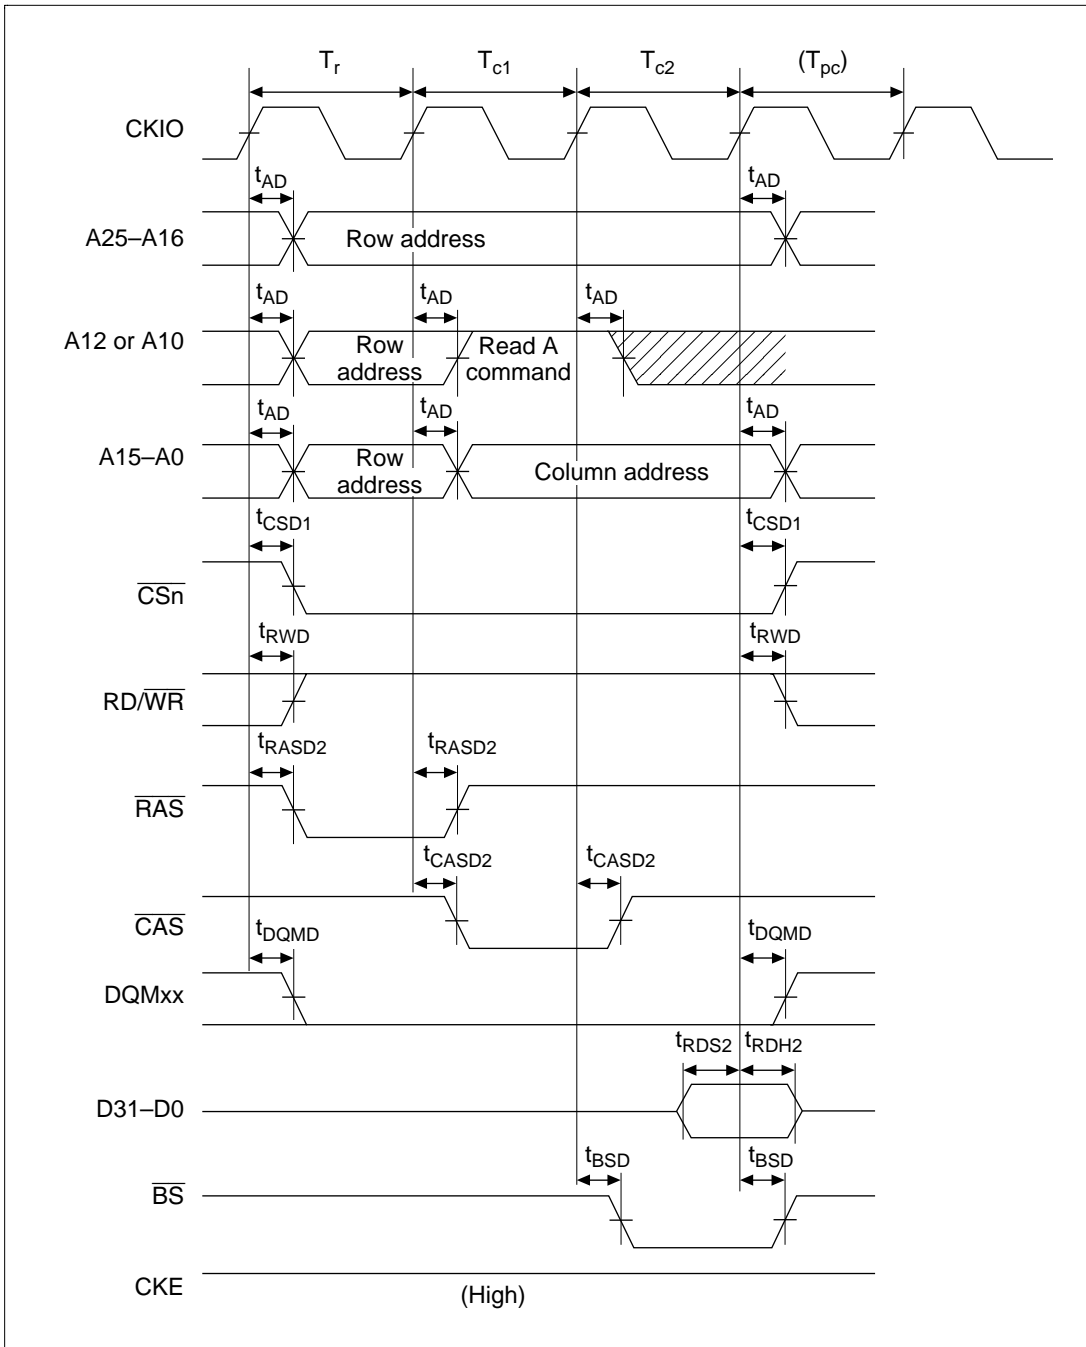 Tr Tc1 Tc2 (Tpc)
CKIO
tAD tAD
A25–A16 Row address
tAD tAD tAD
A12 or A10 Row address Read A command
tAD tAD tAD
A15–A0 Row address Column address
tCSD1 tCSD1
CSn
tRWD tRWD
RD/WR
tRASD2 tRASD2
RAS
tCASD2 tCASD2
CAS
tDQMD tDQMD
DQMxx
tRDS2 tRDH2
D31–D0
tBSD tBSD
BS
CKE (High)